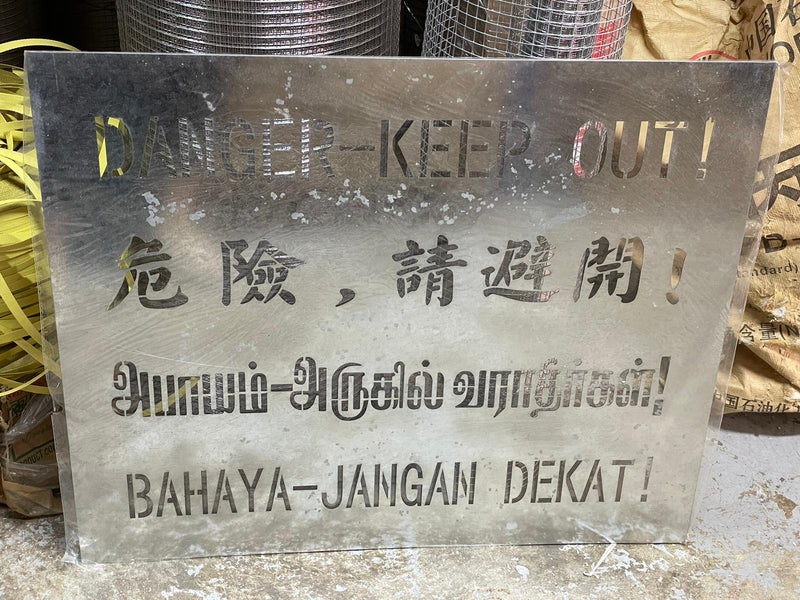 DANGER-KEEP OUT!
危險，請避開！
அபாயம்-அருகில் வராதீர்கள்!
BAHAYA-JANGAN DEKAT!